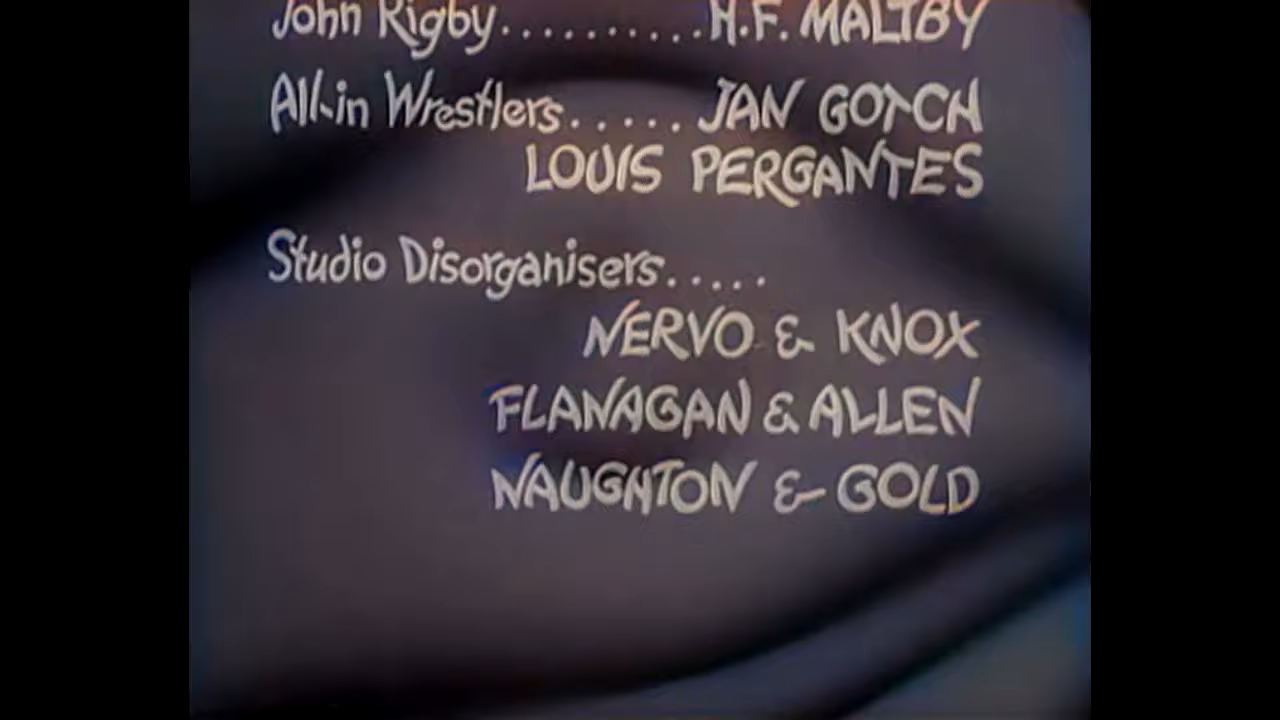 John Rigby..........H.F. MALTBY
All-in Wrestlers.....JAN GOTCH
LOUIS PERGANTES
Studio Disorganisers.....
NERVO & KNOX
FLANAGAN & ALLEN
NAUGHTON & GOLD